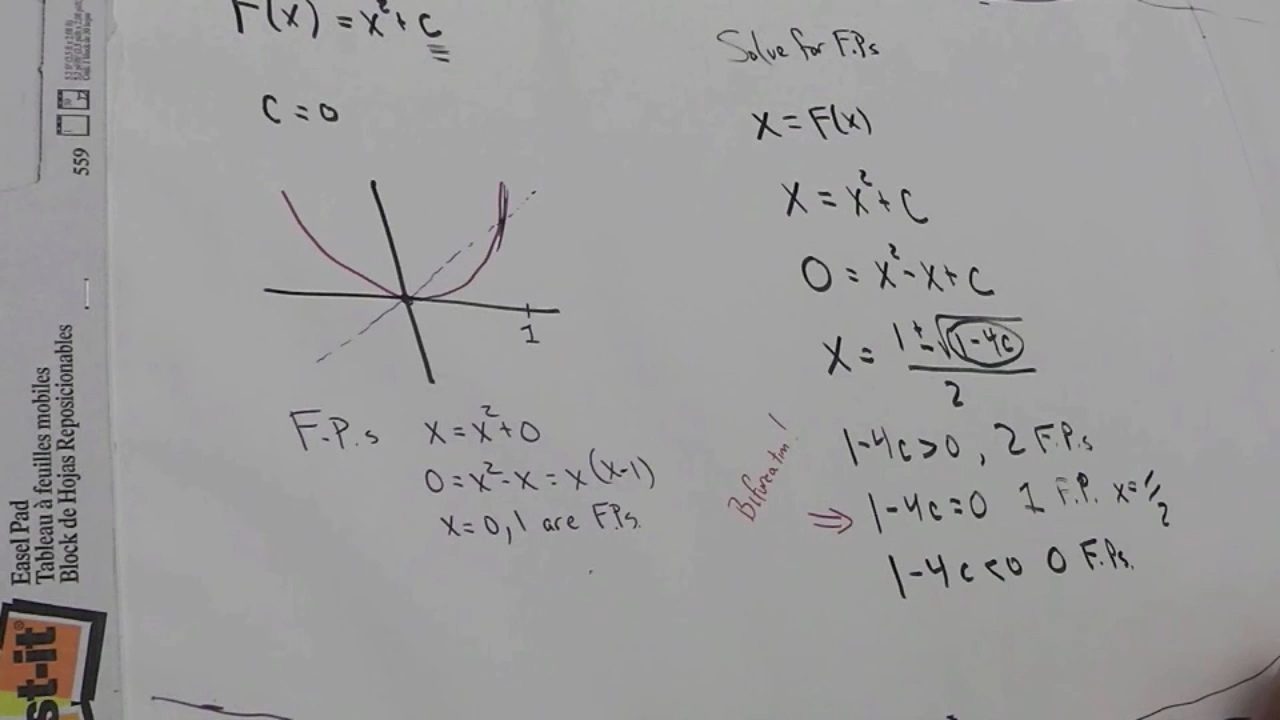 F(x) = x² + c
C = 0
1
F.P.s x = x² + 0
0 = x² - x = x(x-1)
x = 0, 1 are F.P.s.
Solve for F.P.s
x = F(x)
x = x² + c
0 = x² - x + c
x = (1 ± √(1-4c)) / 2
1-4c > 0, 2 F.P.s
Bifurcation!
⇒ 1-4c = 0 1 F.P. x = 1/2
1-4c < 0 0 F.P.s.
559
Easel Pad
Tableau à feuilles mobiles
Block de Hojas Reposicionables
st-it®